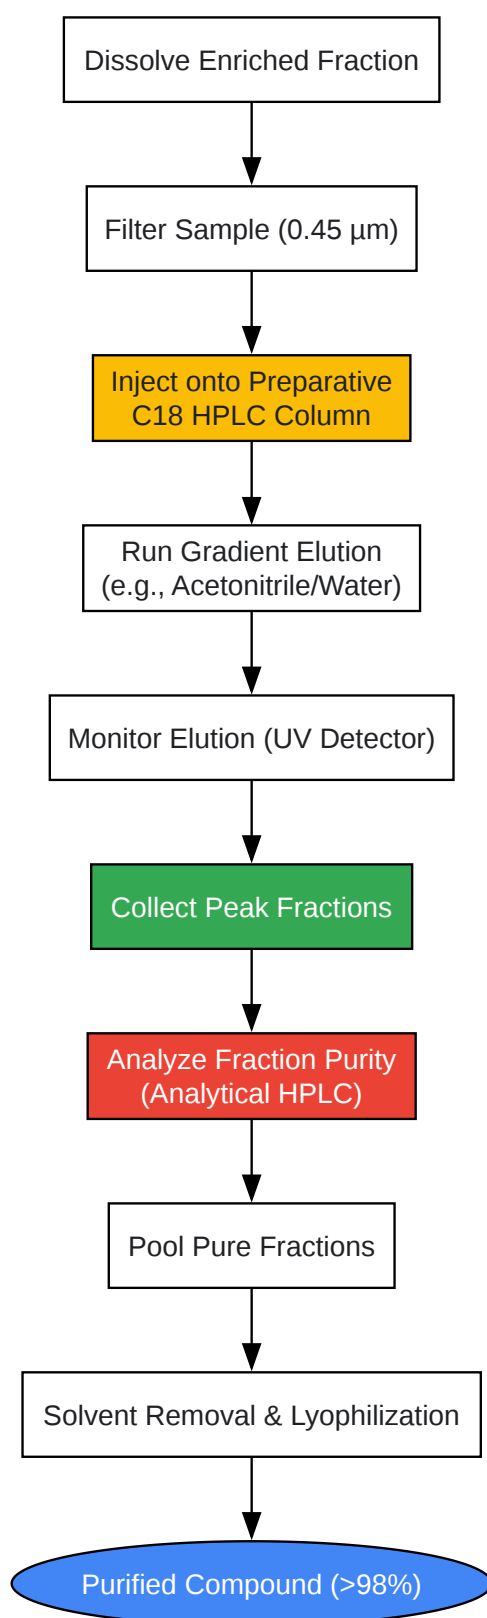 Dissolve Enriched Fraction
Filter Sample (0.45 µm)
Inject onto Preparative
C18 HPLC Column
Run Gradient Elution
(e.g., Acetonitrile/Water)
Monitor Elution (UV Detector)
Collect Peak Fractions
Analyze Fraction Purity
(Analytical HPLC)
Pool Pure Fractions
Solvent Removal & Lyophilization
Purified Compound (>98%)